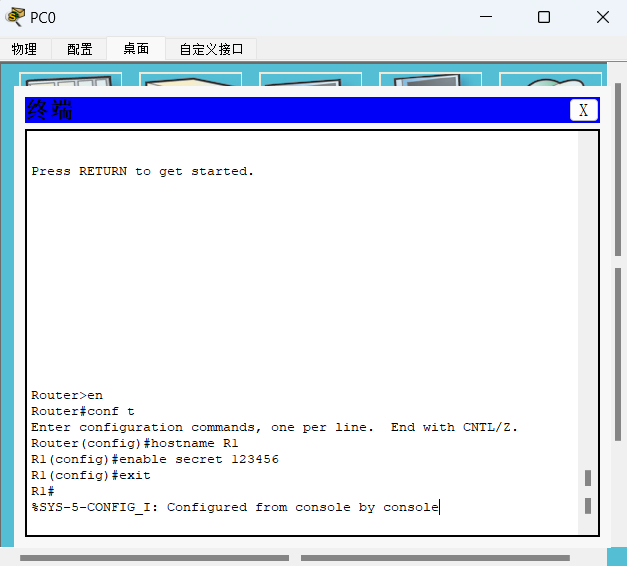 PC0
物理 配置 桌面 自定义接口
终端 X
Press RETURN to get started.
Router>en
Router#conf t
Enter configuration commands, one per line.  End with CNTL/Z.
Router(config)#hostname R1
R1(config)#enable secret 123456
R1(config)#exit
R1#
%SYS-5-CONFIG_I: Configured from console by console